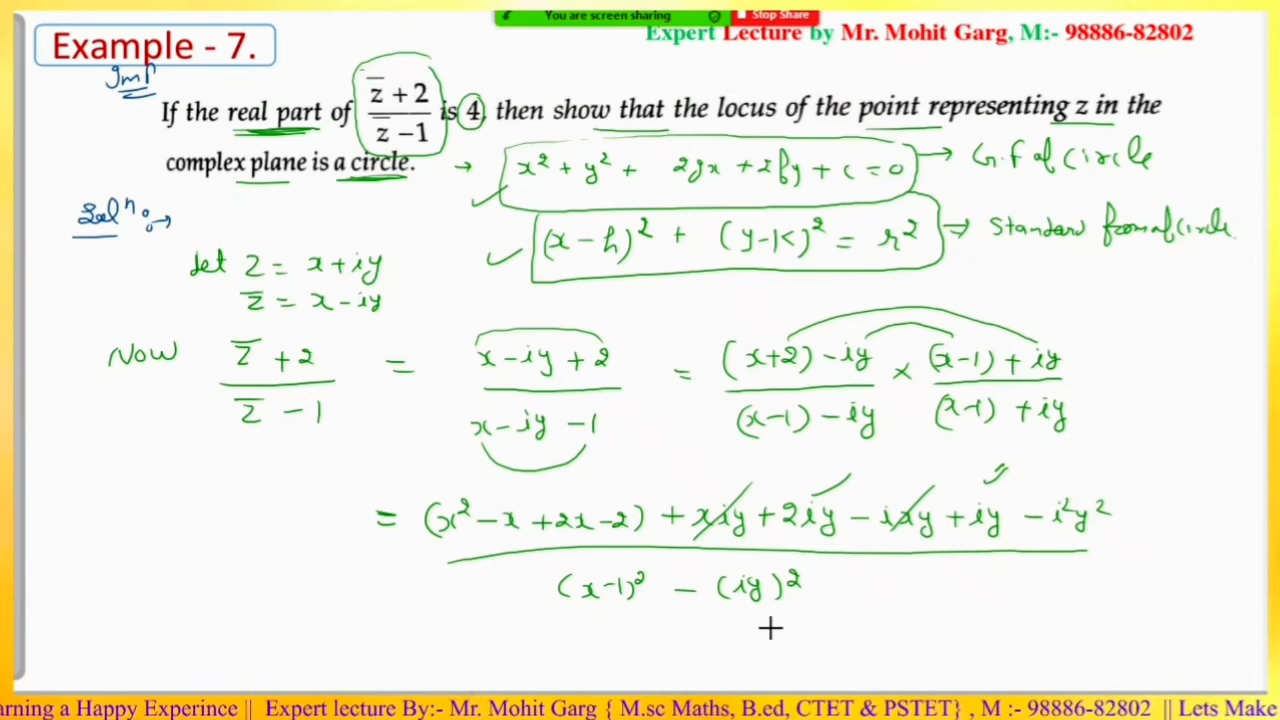 You are screen sharing Stop Share
Example - 7.
Expert Lecture by Mr. Mohit Garg, M:- 98886-82802
Imp
If the real part of (z̅ + 2)/(z̅ − 1) is 4, then show that the locus of the point representing z in the
complex plane is a circle. → x² + y² + 2gx + 2fy + c = 0 → G.F of Circle
Solⁿ :→
(x − h)² + (y − k)² = r² ⇒ Standard form of circle.
Let z = x + iy
z̅ = x − iy
Now (z̅ + 2)/(z̅ − 1) = (x − iy + 2)/(x − iy − 1) = ((x+2) − iy)/((x−1) − iy) × ((x−1) + iy)/((x−1) + iy)
= ((x² − x + 2x − 2) + xiy + 2iy − ixy + iy − i²y²)/((x−1)² − (iy)²)
arning a Happy Experince || Expert lecture By:- Mr. Mohit Garg { M.sc Maths, B.ed, CTET & PSTET} , M :- 98886-82802 || Lets Make